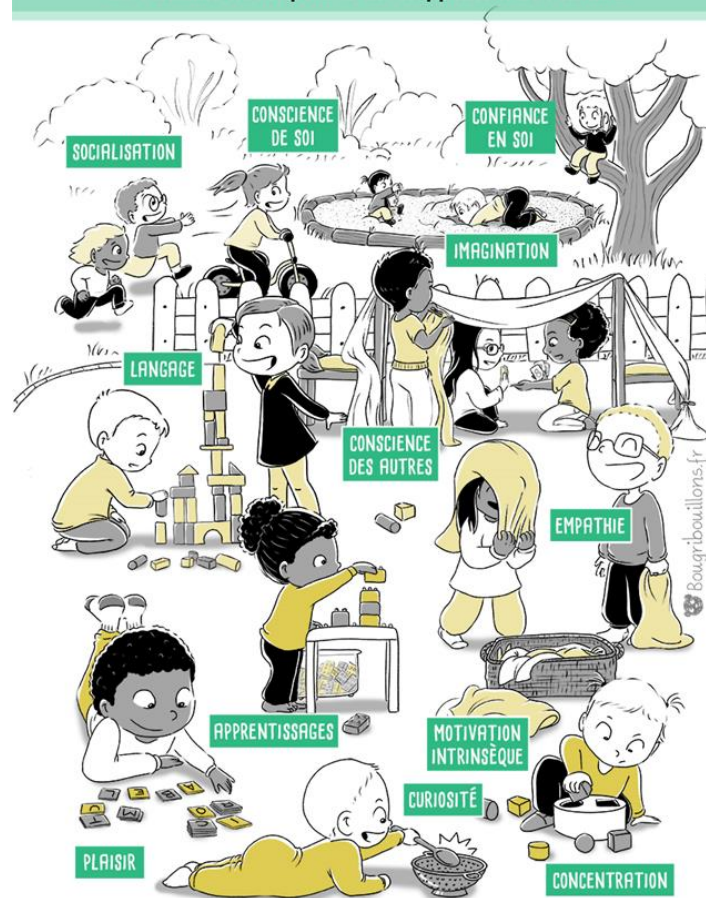 SOCIALISATION
CONSCIENCE
DE SOI
CONFIANCE
EN SOI
IMAGINATION
LANGAGE
CONSCIENCE
DES AUTRES
EMPATHIE
Bougribouillons.fr
APPRENTISSAGES
MOTIVATION
INTRINSÈQUE
CURIOSITÉ
PLAISIR
CONCENTRATION